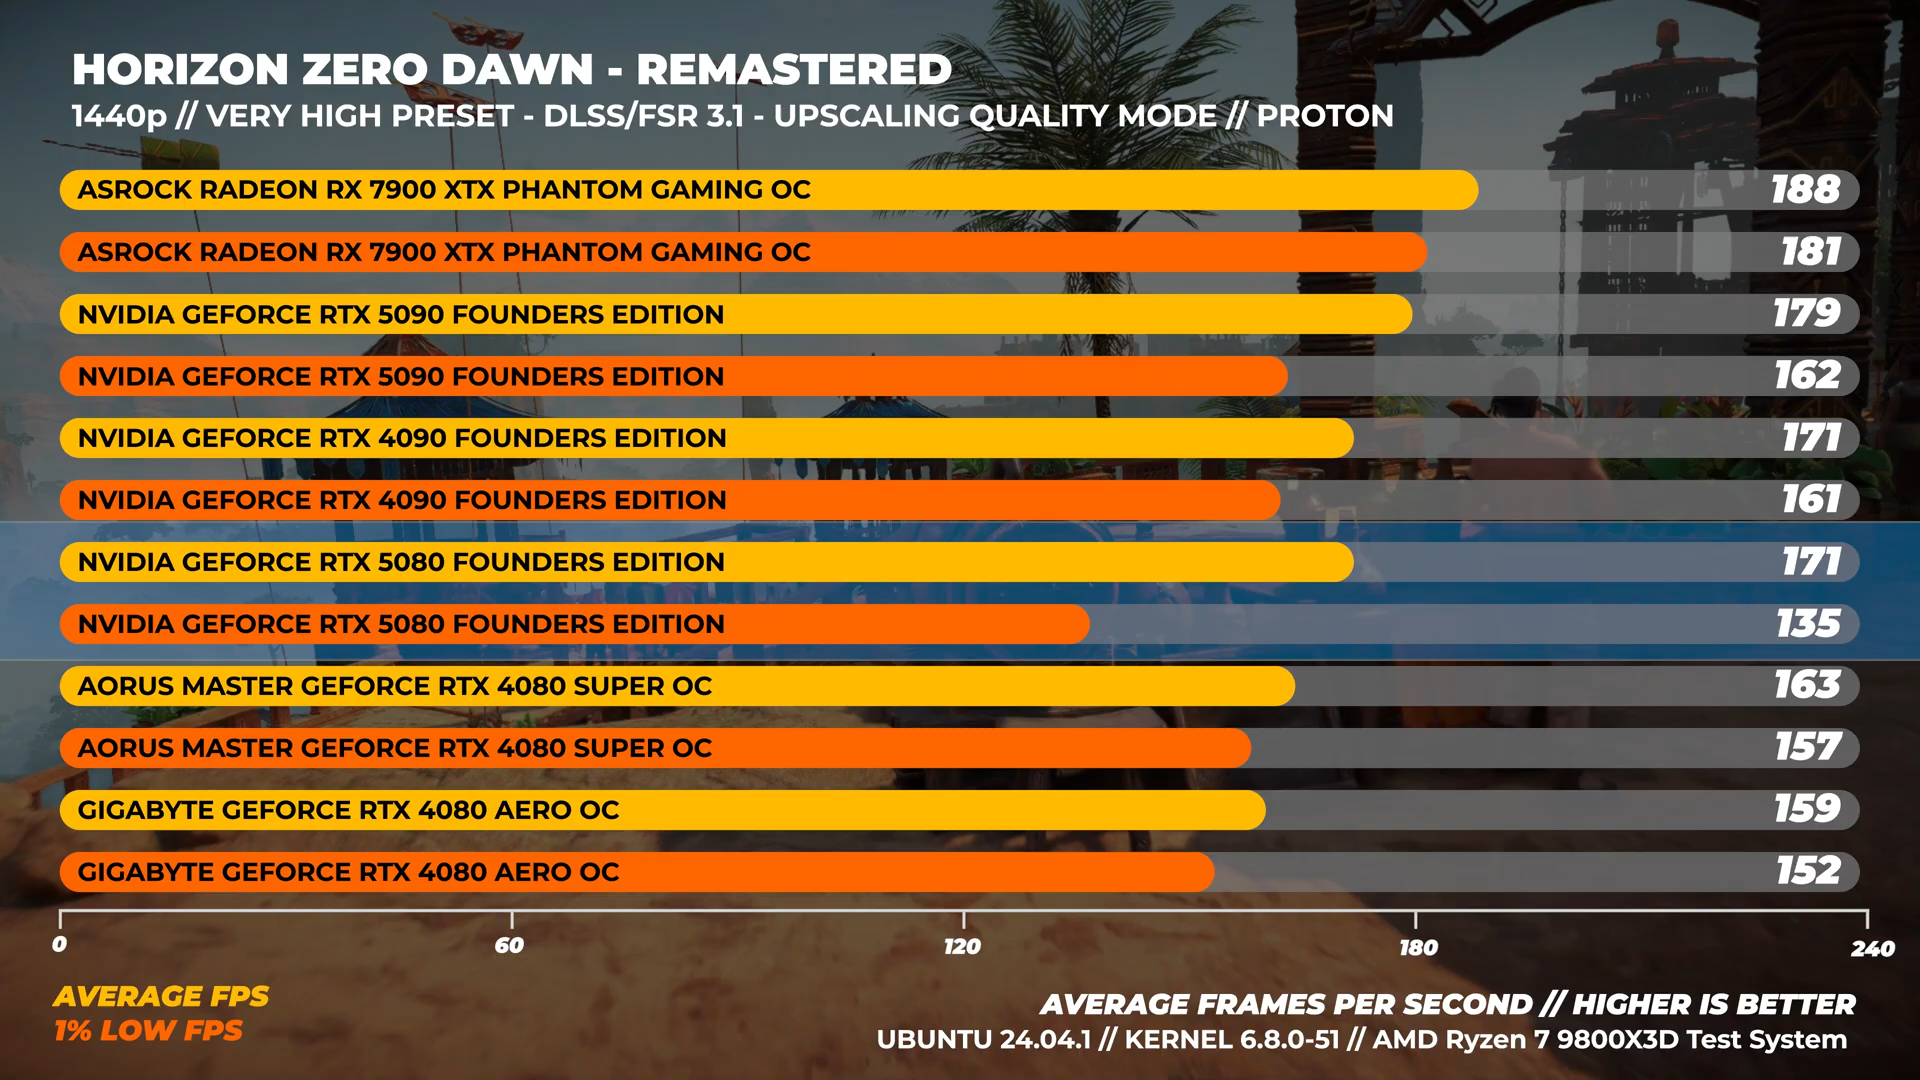 HORIZON ZERO DAWN - REMASTERED
1440p // VERY HIGH PRESET - DLSS/FSR 3.1 - UPSCALING QUALITY MODE // PROTON
ASROCK RADEON RX 7900 XTX PHANTOM GAMING OC 188
ASROCK RADEON RX 7900 XTX PHANTOM GAMING OC 181
NVIDIA GEFORCE RTX 5090 FOUNDERS EDITION 179
NVIDIA GEFORCE RTX 5090 FOUNDERS EDITION 162
NVIDIA GEFORCE RTX 4090 FOUNDERS EDITION 171
NVIDIA GEFORCE RTX 4090 FOUNDERS EDITION 161
NVIDIA GEFORCE RTX 5080 FOUNDERS EDITION 171
NVIDIA GEFORCE RTX 5080 FOUNDERS EDITION 135
AORUS MASTER GEFORCE RTX 4080 SUPER OC 163
AORUS MASTER GEFORCE RTX 4080 SUPER OC 157
GIGABYTE GEFORCE RTX 4080 AERO OC 159
GIGABYTE GEFORCE RTX 4080 AERO OC 152
0 60 120 180 240
AVERAGE FPS
1% LOW FPS
AVERAGE FRAMES PER SECOND // HIGHER IS BETTER
UBUNTU 24.04.1 // KERNEL 6.8.0-51 // AMD Ryzen 7 9800X3D Test System